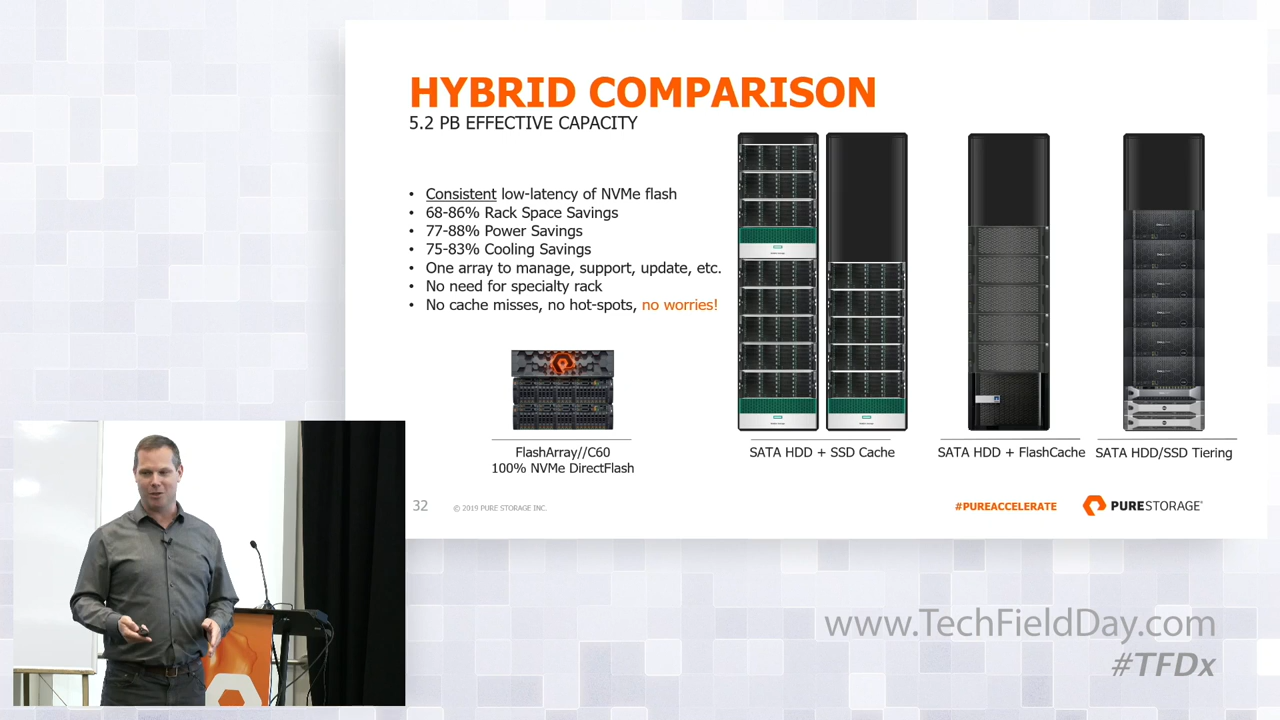 HYBRID COMPARISON
5.2 PB EFFECTIVE CAPACITY
• Consistent low-latency of NVMe flash
• 68-86% Rack Space Savings
• 77-88% Power Savings
• 75-83% Cooling Savings
• One array to manage, support, update, etc.
• No need for specialty rack
• No cache misses, no hot-spots, no worries!
FlashArray//C60
100% NVMe DirectFlash
SATA HDD + SSD Cache
SATA HDD + FlashCache
SATA HDD/SSD Tiering
32
© 2019 PURE STORAGE INC.
#PUREACCELERATE
PURESTORAGE®
www.TechFieldDay.com
#TFDx